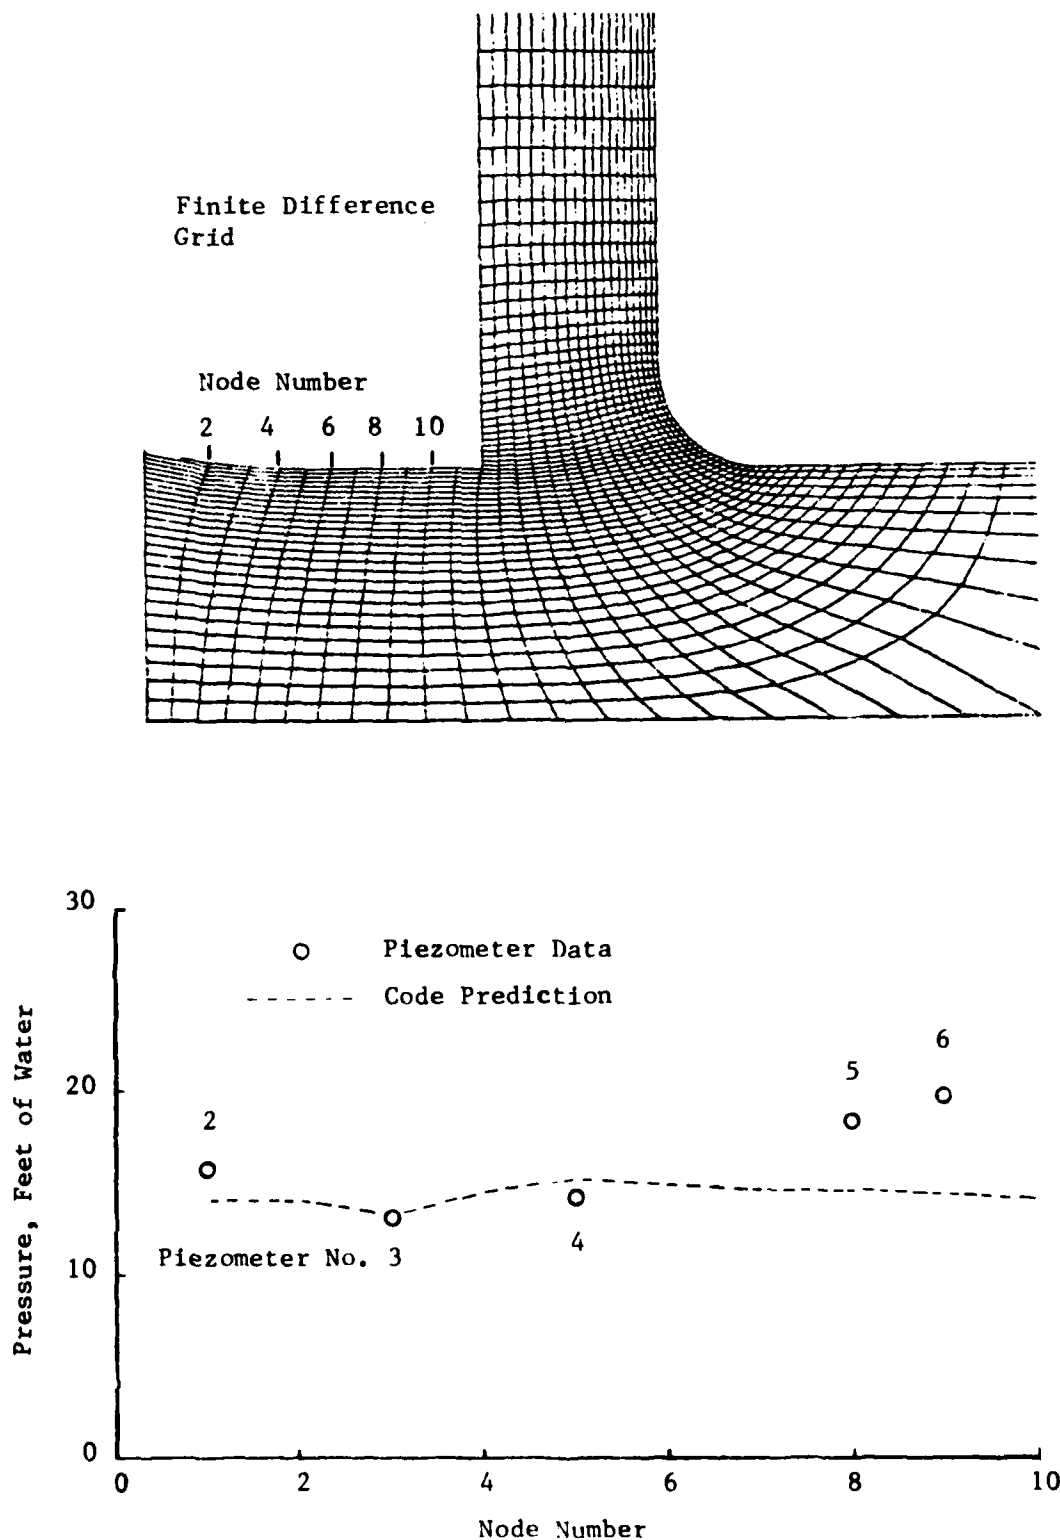 Finite Difference
Grid
Node Number
2 4 6 8 10
30
20
10
0
Pressure, Feet of Water
Piezometer Data
Code Prediction
2
Piezometer No. 3
4
5
6
0 2 4 6 8 10
Node Number